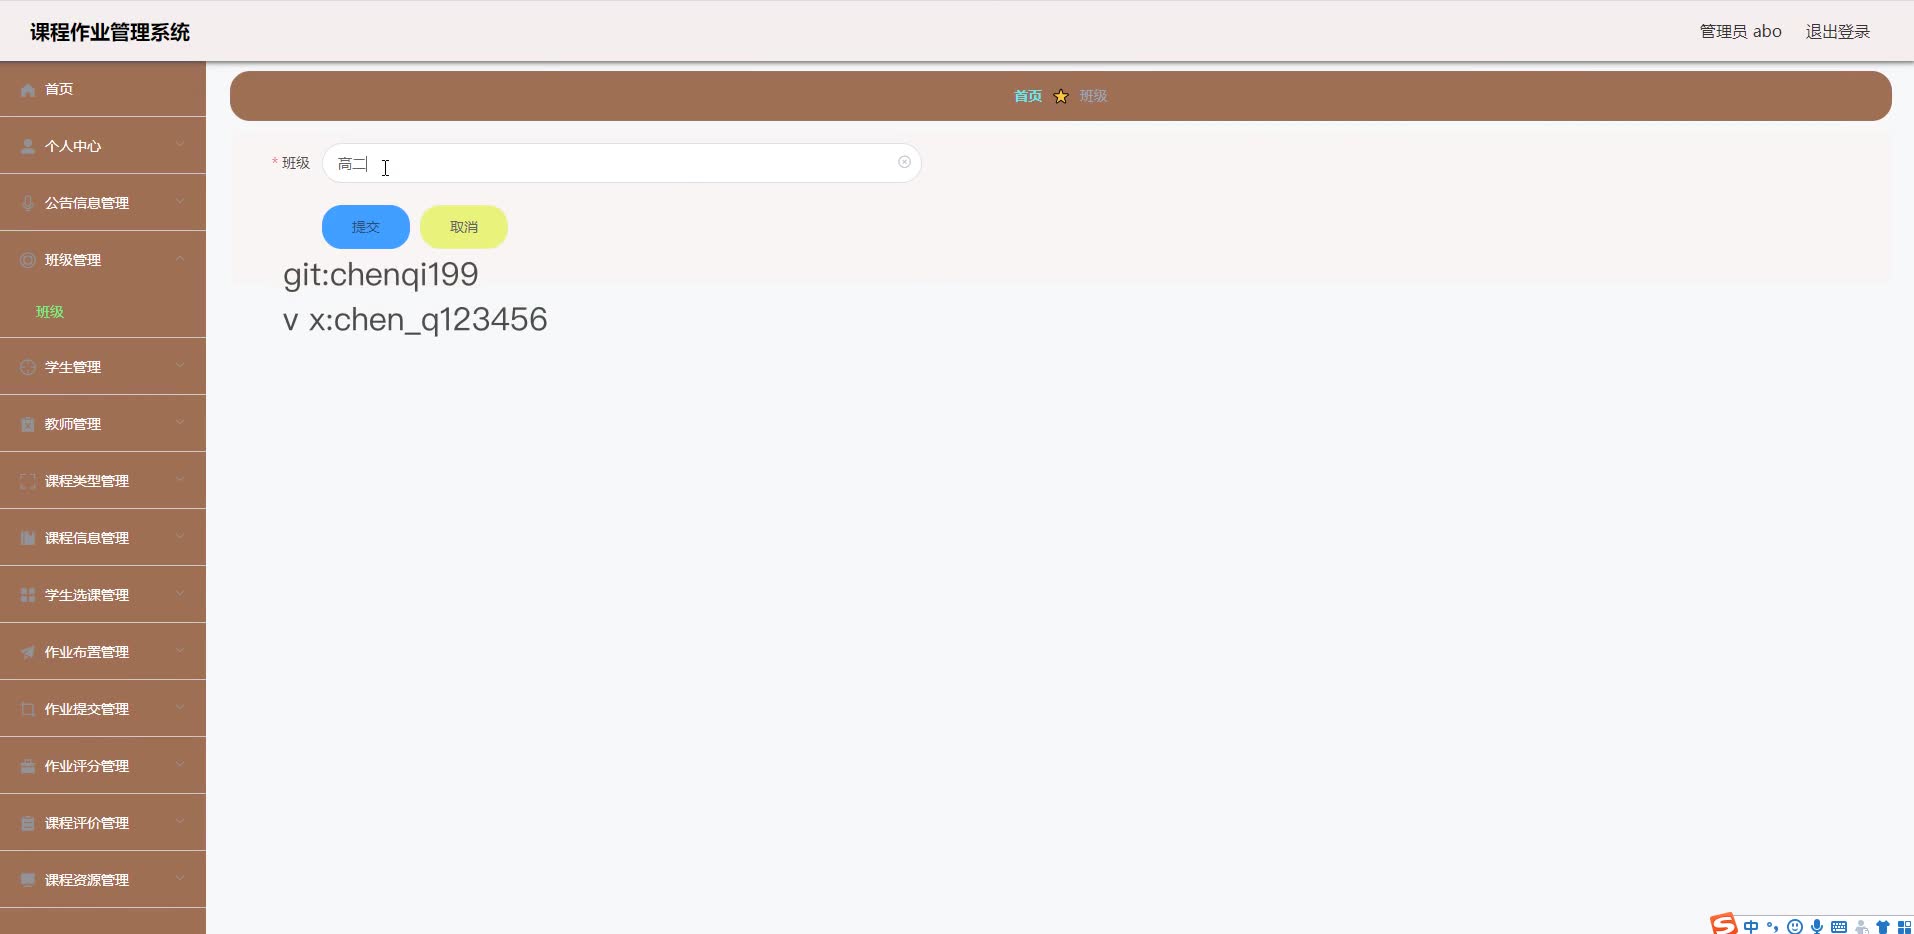 课程作业管理系统
管理员 abo
退出登录
首页
个人中心
公告信息管理
班级管理
班级
学生管理
教师管理
课程类型管理
课程信息管理
学生选课管理
作业布置管理
作业提交管理
作业评分管理
课程评价管理
课程资源管理
首页 班级
* 班级 高二
提交 取消
git:chenqi199
v x:chen_q123456
中